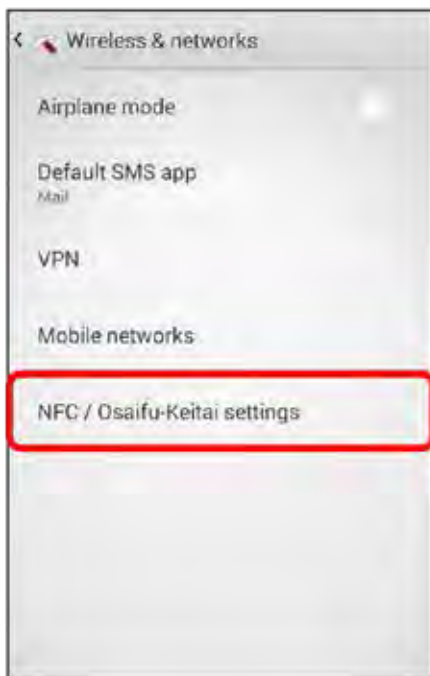 Wireless & networks
Airplane mode
Default SMS app
Mail
VPN
Mobile networks
NFC / Osaifu-Keitai settings